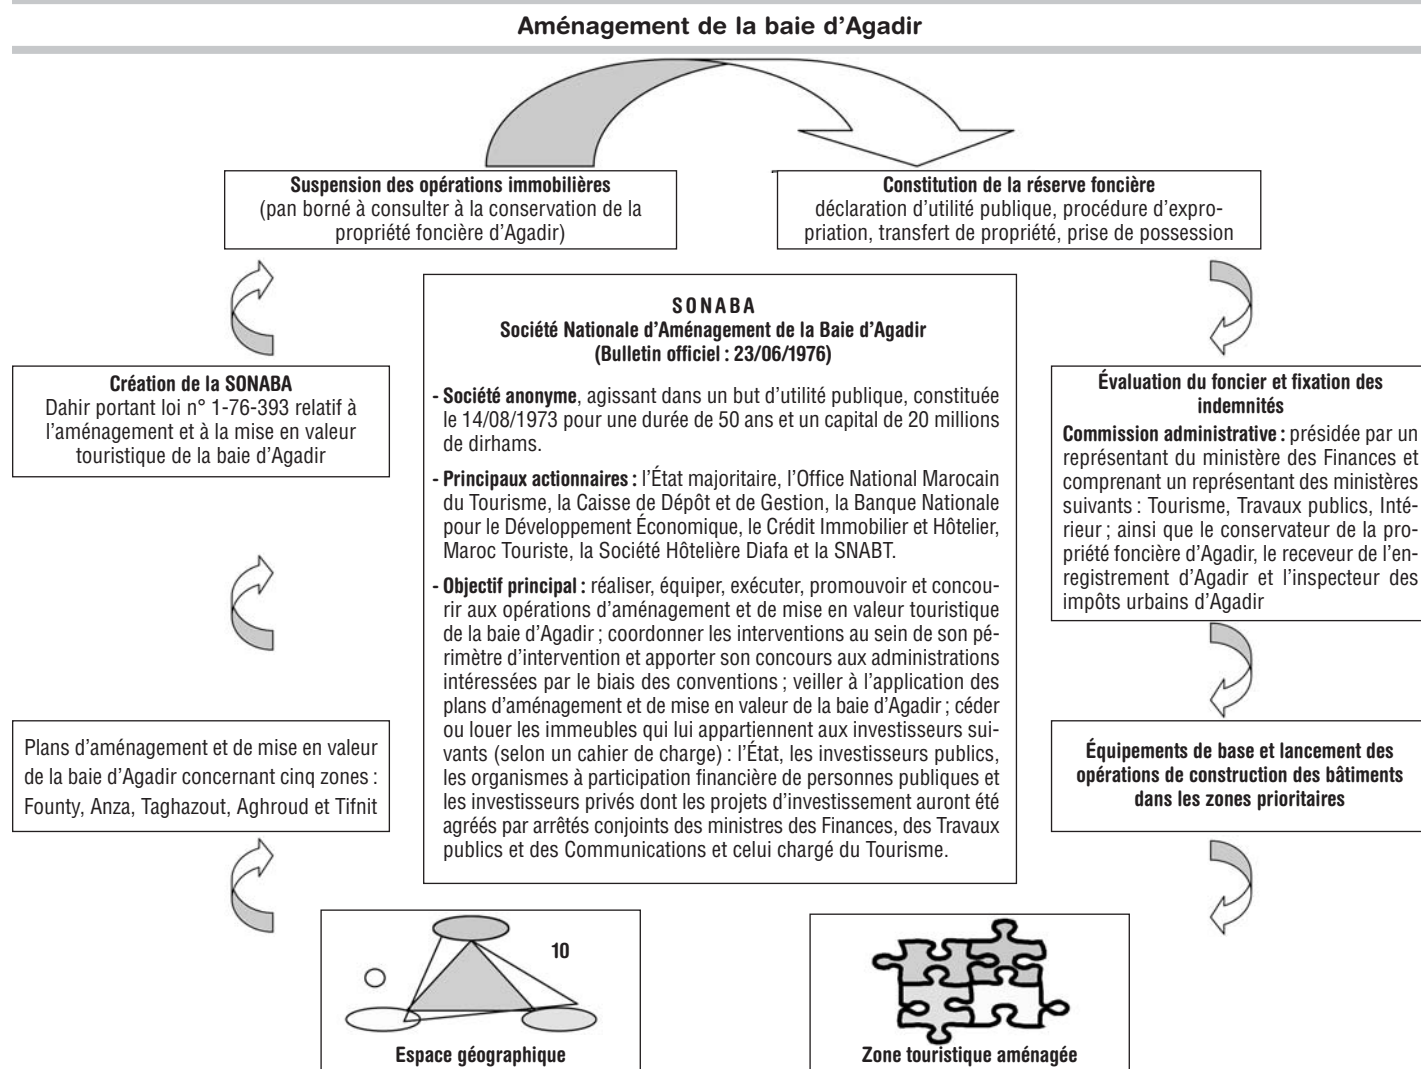 Aménagement de la baie d’Agadir
Suspension des opérations immobilières
(pan borné à consulter à la conservation de la
propriété foncière d’Agadir)
Constitution de la réserve foncière
déclaration d’utilité publique, procédure d’expro-
priation, transfert de propriété, prise de possession
Création de la SONABA
Dahir portant loi n° 1-76-393 relatif à
l’aménagement et à la mise en valeur
touristique de la baie d’Agadir
SONABA
Société Nationale d’Aménagement de la Baie d’Agadir
(Bulletin officiel : 23/06/1976)
- Société anonyme, agissant dans un but d’utilité publique, constituée
le 14/08/1973 pour une durée de 50 ans et un capital de 20 millions
de dirhams.
- Principaux actionnaires : l’État majoritaire, l’Office National Marocain
du Tourisme, la Caisse de Dépôt et de Gestion, la Banque Nationale
pour le Développement Économique, le Crédit Immobilier et Hôtelier,
Maroc Touriste, la Société Hôtelière Diafa et la SNABT.
- Objectif principal : réaliser, équiper, exécuter, promouvoir et concou-
rir aux opérations d’aménagement et de mise en valeur touristique
de la baie d’Agadir ; coordonner les interventions au sein de son pé-
rimètre d’intervention et apporter son concours aux administrations
intéressées par le biais des conventions ; veiller à l’application des
plans d’aménagement et de mise en valeur de la baie d’Agadir ; céder
ou louer les immeubles qui lui appartiennent aux investisseurs sui-
vants (selon un cahier de charge) : l’État, les investisseurs publics,
les organismes à participation financière de personnes publiques et
les investisseurs privés dont les projets d’investissement auront été
agréés par arrêtés conjoints des ministres des Finances, des Travaux
publics et des Communications et celui chargé du Tourisme.
Évaluation du foncier et fixation des
indemnités
Commission administrative : présidée par un
représentant du ministère des Finances et
comprenant un représentant des ministères
suivants : Tourisme, Travaux publics, Inté-
rieur ; ainsi que le conservateur de la pro-
priété foncière d’Agadir, le receveur de l’en-
registrement d’Agadir et l’inspecteur des
impôts urbains d’Agadir
Plans d’aménagement et de mise en valeur
de la baie d’Agadir concernant cinq zones :
Founty, Anza, Taghazout, Aghroud et Tifnit
Équipements de base et lancement des
opérations de construction des bâtiments
dans les zones prioritaires
10
Espace géographique
Zone touristique aménagée